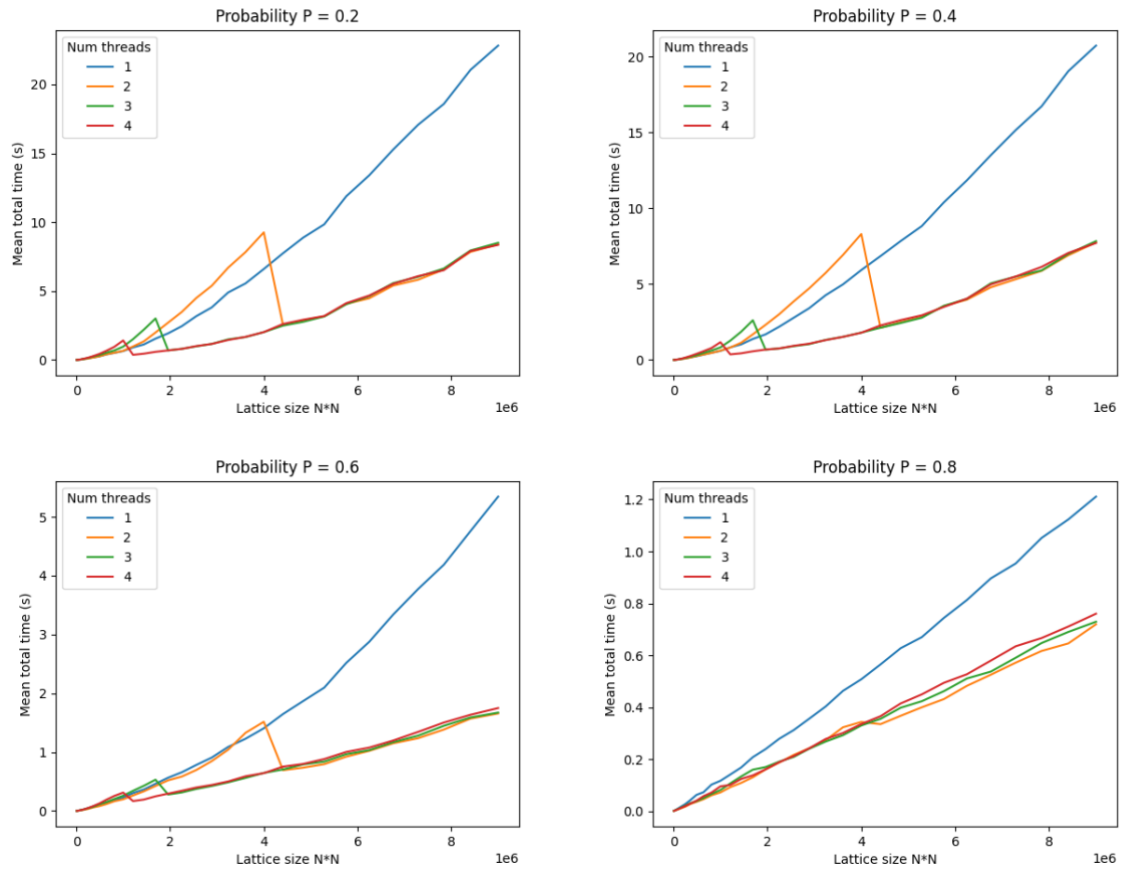 Probability P = 0.2
Mean total time (s)
20
15
10
5
0
Num threads
1
2
3
4
0 2 4 6 8
1e6
Lattice size N*N
Probability P = 0.4
Mean total time (s)
20
15
10
5
0
Num threads
1
2
3
4
0 2 4 6 8
1e6
Lattice size N*N
Probability P = 0.6
Mean total time (s)
5
4
3
2
1
0
Num threads
1
2
3
4
0 2 4 6 8
1e6
Lattice size N*N
Probability P = 0.8
Mean total time (s)
1.2
1.0
0.8
0.6
0.4
0.2
0.0
Num threads
1
2
3
4
0 2 4 6 8
1e6
Lattice size N*N